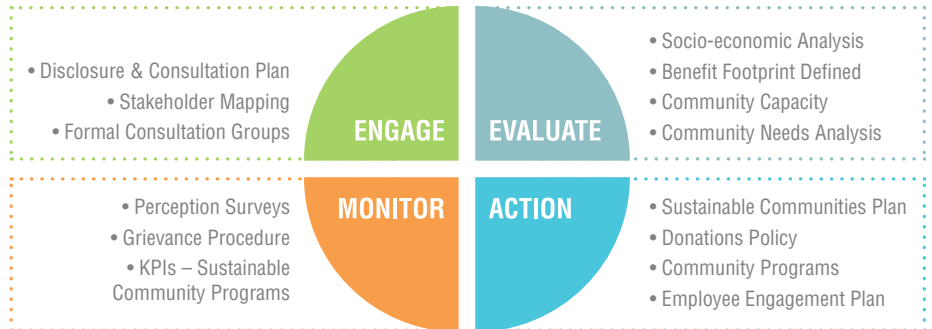 • Disclosure & Consultation Plan
• Stakeholder Mapping
• Formal Consultation Groups
ENGAGE
EVALUATE
• Socio-economic Analysis
• Benefit Footprint Defined
• Community Capacity
• Community Needs Analysis
• Perception Surveys
• Grievance Procedure
• KPIs – Sustainable
Community Programs
MONITOR
ACTION
• Sustainable Communities Plan
• Donations Policy
• Community Programs
• Employee Engagement Plan